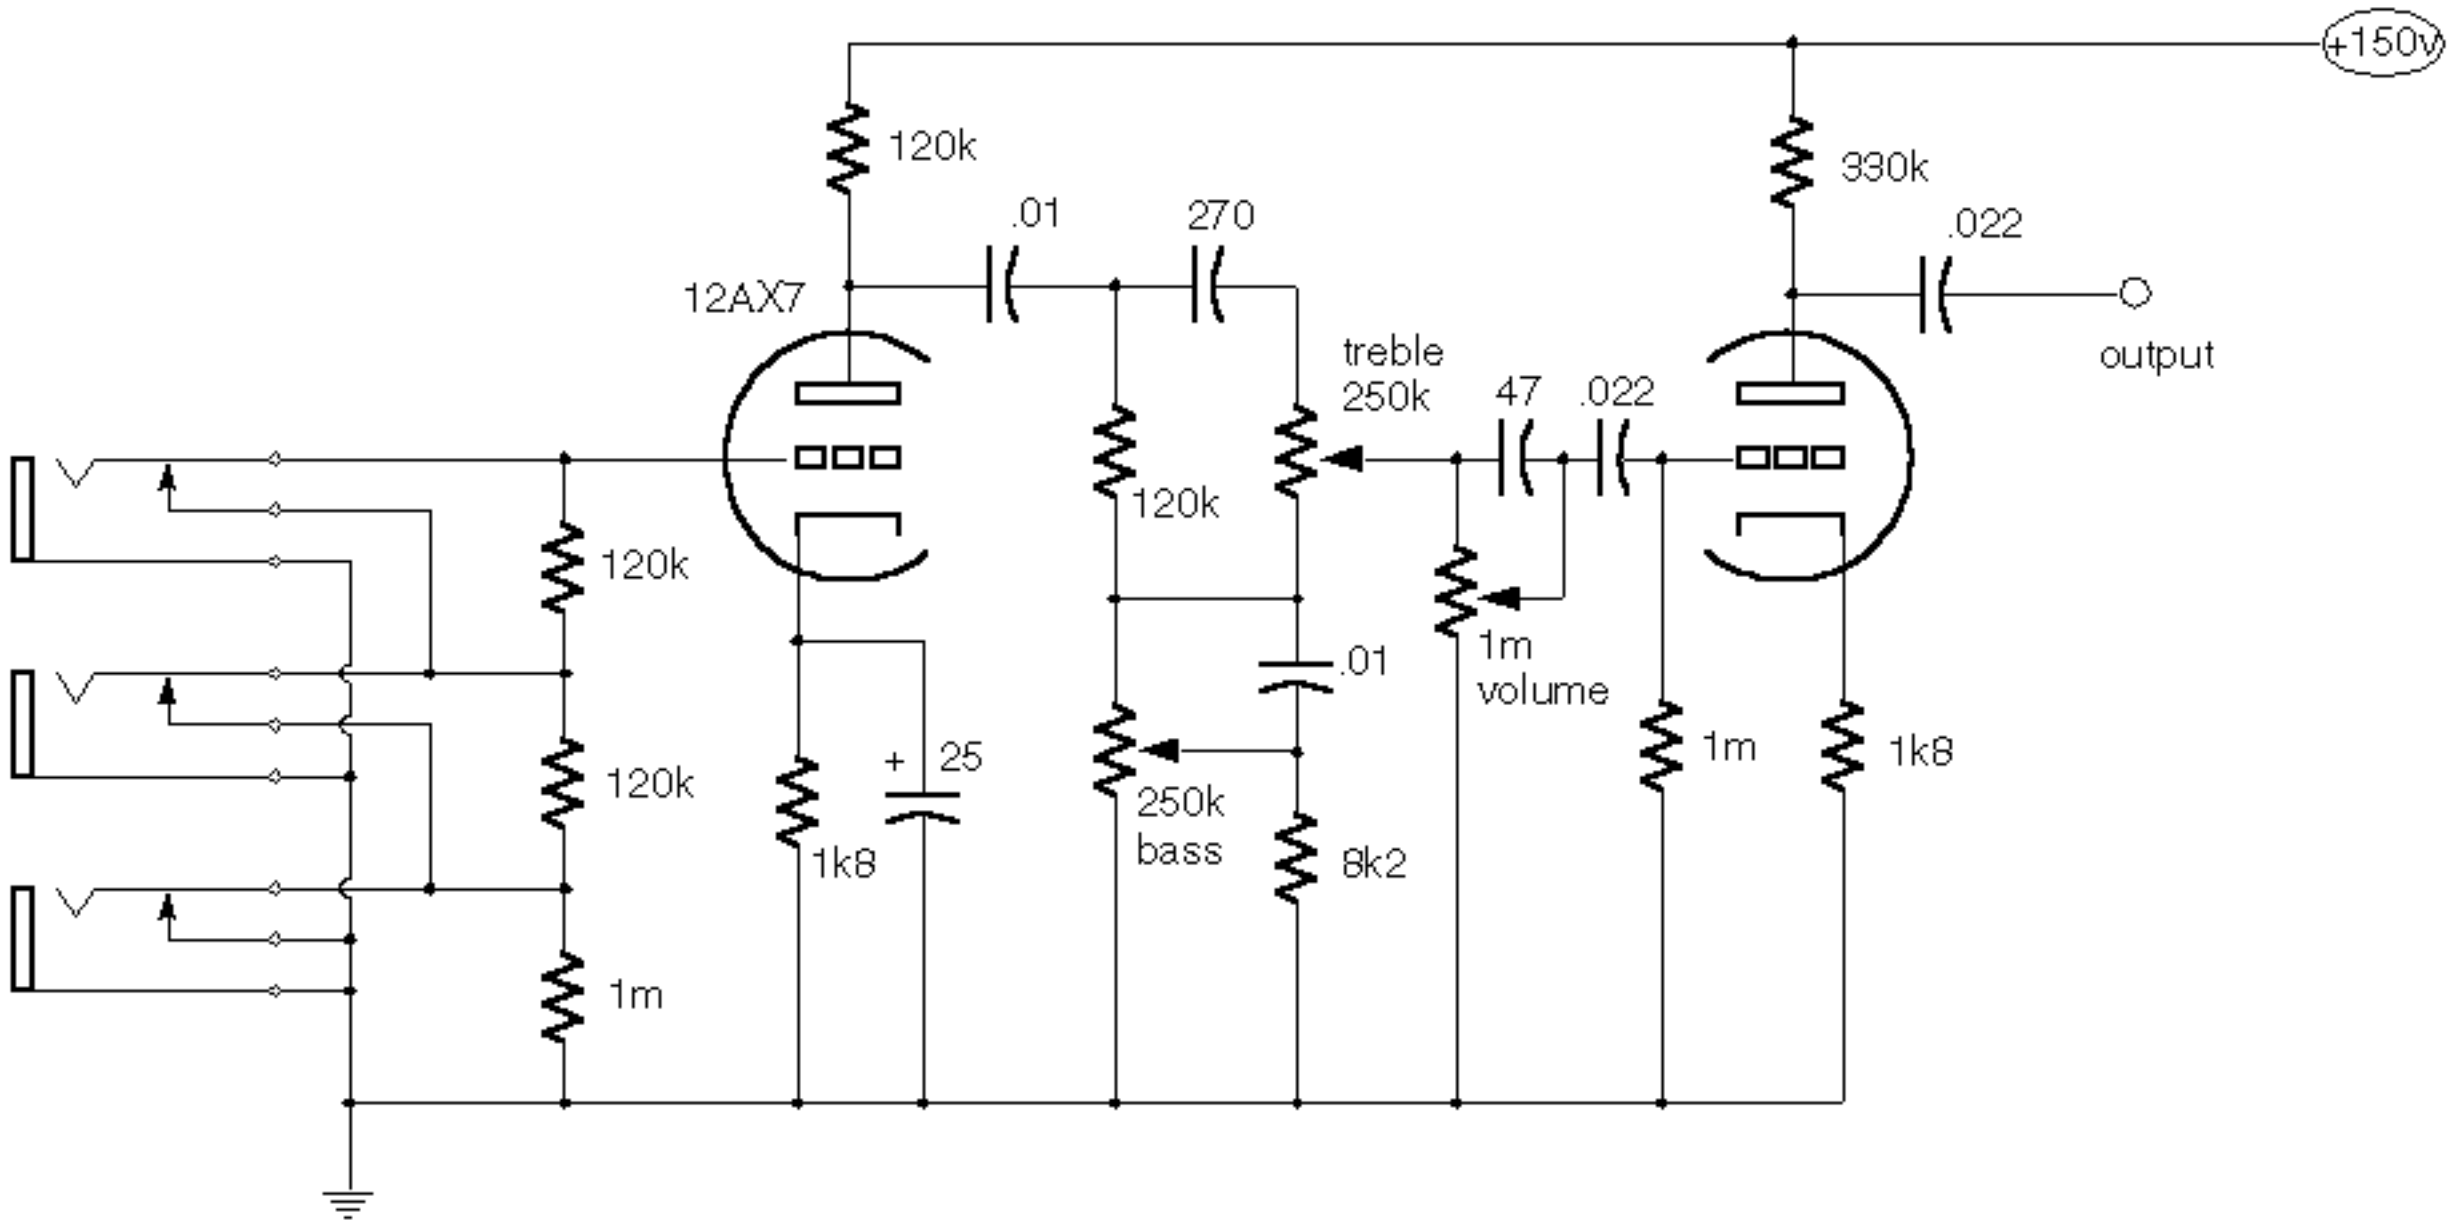 +150v
120k
330k
.01
270
.022
12AX7
output
treble
250k
47
.022
120k
120k
1m
volume
.01
120k
+ 25
1k8
250k
bass
8k2
1m
1k8
1m